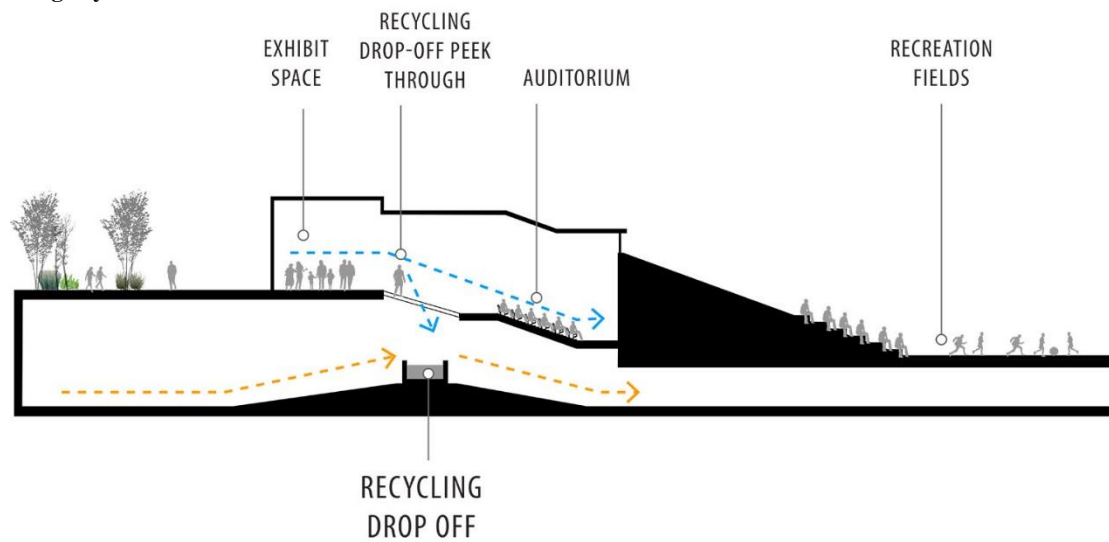 EXHIBIT
SPACE
RECYCLING
DROP-OFF PEEK
THROUGH
AUDITORIUM
RECREATION
FIELDS
RECYCLING
DROP OFF